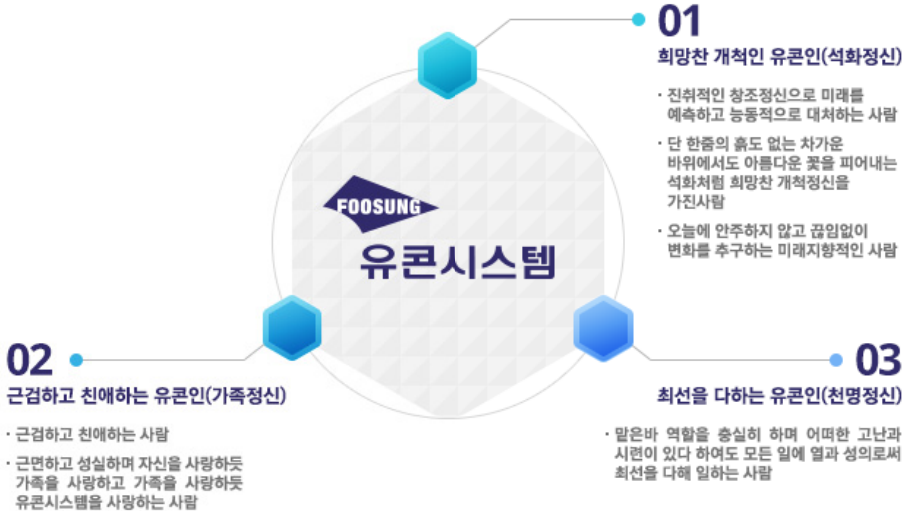 01
희망찬 개척인 유콘인(석화정신)
· 진취적인 창조정신으로 미래를
예측하고 능동적으로 대처하는 사람
· 단 한줌의 흙도 없는 차가운
바위에서도 아름다운 꽃을 피어내는
석화처럼 희망찬 개척정신을
가진사람
· 오늘에 안주하지 않고 끊임없이
변화를 추구하는 미래지향적인 사람
FOOSUNG
유콘시스템
02
근검하고 친애하는 유콘인(가족정신)
· 근검하고 친애하는 사람
· 근면하고 성실하며 자신을 사랑하듯
가족을 사랑하고 가족을 사랑하듯
유콘시스템을 사랑하는 사람
03
최선을 다하는 유콘인(천명정신)
· 맡은바 역할을 충실히 하며 어떠한 고난과
시련이 있다 하여도 모든 일에 열과 성의로써
최선을 다해 일하는 사람